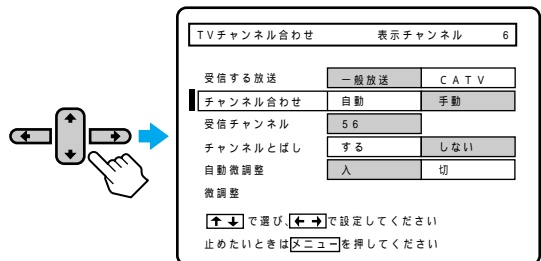 TVチャンネル合わせ 表示チャンネル 6
受信する放送 一般放送 CATV
チャンネル合わせ 自動 手動
受信チャンネル 56
チャンネルとばし する しない
自動微調整 入 切
微調整
↑↓で選び、←→で設定してください
止めたいときはメニューを押してください